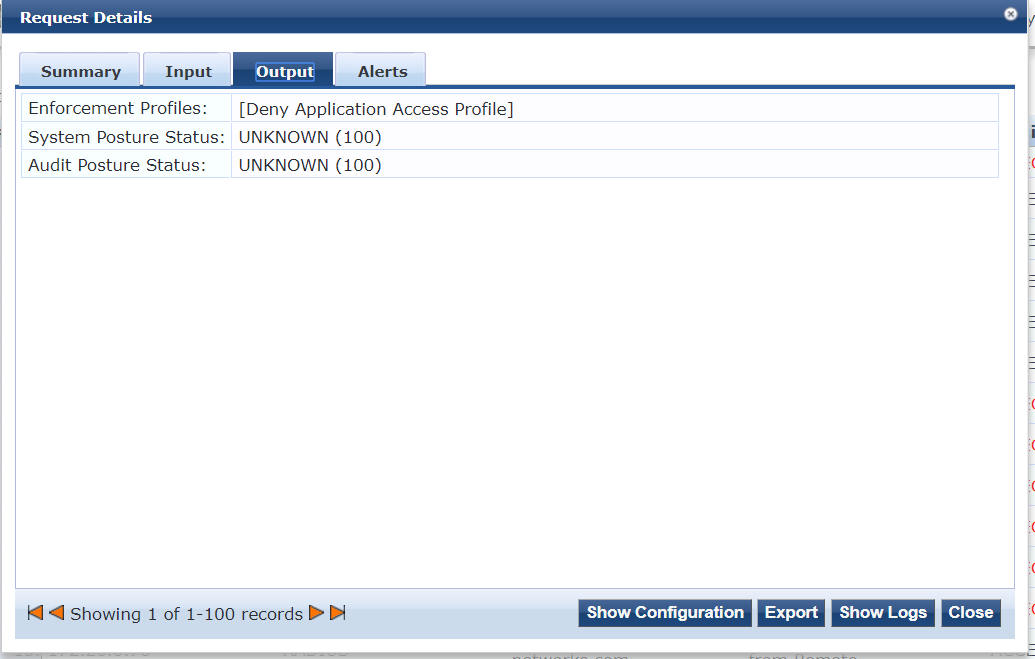 Request Details
Summary Input Output Alerts
Enforcement Profiles: [Deny Application Access Profile]
System Posture Status: UNKNOWN (100)
Audit Posture Status: UNKNOWN (100)
Showing 1 of 1-100 records Show Configuration Export Show Logs Close